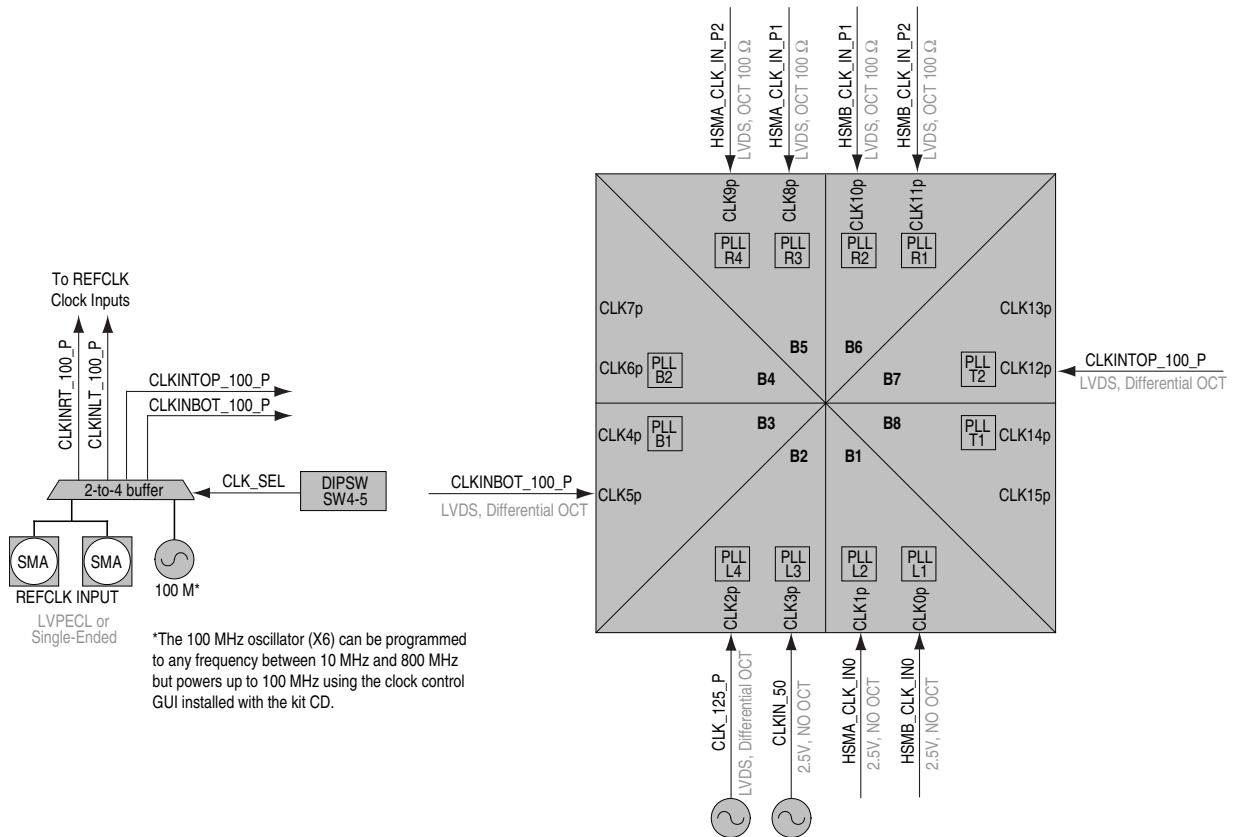 HSMA_CLK_IN_P2
LVDS, OCT 100 Ω
HSMA_CLK_IN_P1
LVDS, OCT 100 Ω
HSMB_CLK_IN_P1
LVDS, OCT 100 Ω
HSMB_CLK_IN_P2
LVDS, OCT 100 Ω
CLK9p
CLK8p
CLK10p
CLK11p
PLL
R4
PLL
R3
PLL
R2
PLL
R1
To REFCLK
Clock Inputs
CLKINRT_100_P
CLKINLT_100_P
CLKINTOP_100_P
CLKINBOT_100_P
CLK_SEL
2-to-4 buffer
DIPSW
SW4-5
SMA
SMA
100 M*
REFCLK INPUT
LVPECL or
Single-Ended
*The 100 MHz oscillator (X6) can be programmed
to any frequency between 10 MHz and 800 MHz
but powers up to 100 MHz using the clock control
GUI installed with the kit CD.
CLK7p
CLK13p
B5
B6
CLK6p
PLL
B2
B4
B7
PLL
T2
CLK12p
CLKINTOP_100_P
LVDS, Differential OCT
CLK4p
PLL
B1
B3
B8
PLL
T1
CLK14p
B2
B1
CLKINBOT_100_P
LVDS, Differential OCT
CLK5p
CLK15p
PLL
L4
PLL
L3
PLL
L2
PLL
L1
CLK2p
CLK3p
CLK1p
CLK0p
CLK_125_P
LVDS, Differential OCT
CLKIN_50
2.5V, NO OCT
HSMA_CLK_IN0
2.5V, NO OCT
HSMB_CLK_IN0
2.5V, NO OCT